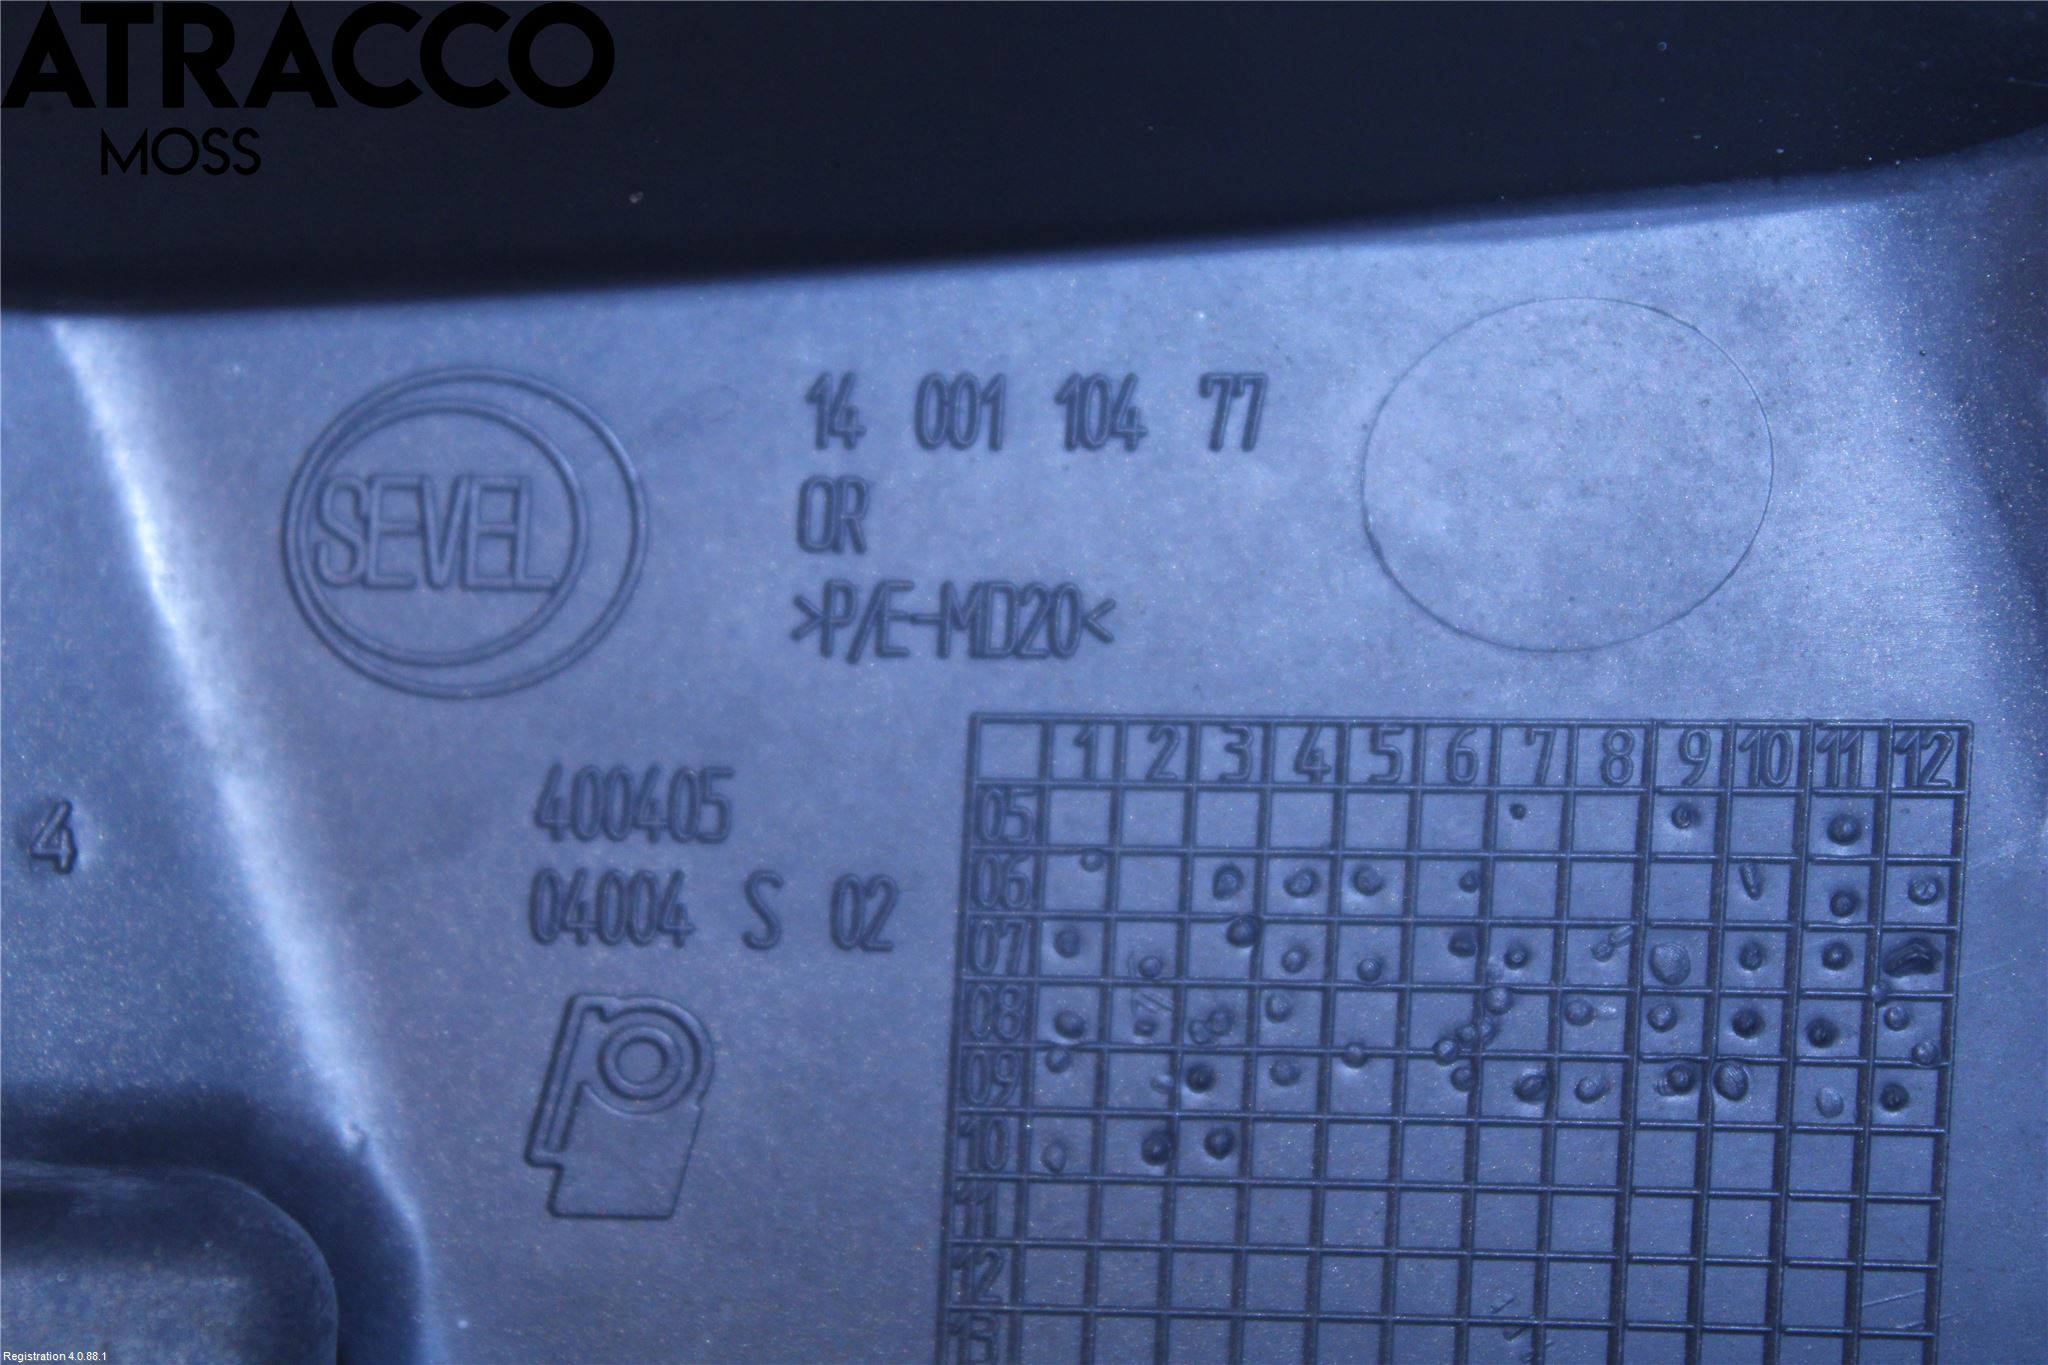 ATRACCO
MOSS
SEVEL
14 001 104 77
OR
>P/E-MD20<
400405
04004 S 02
4
1 2 3 4 5 6 7 8 9 10 11 12
05
06
07
08
09
10
11
12
13
Registration 4.0.88.1